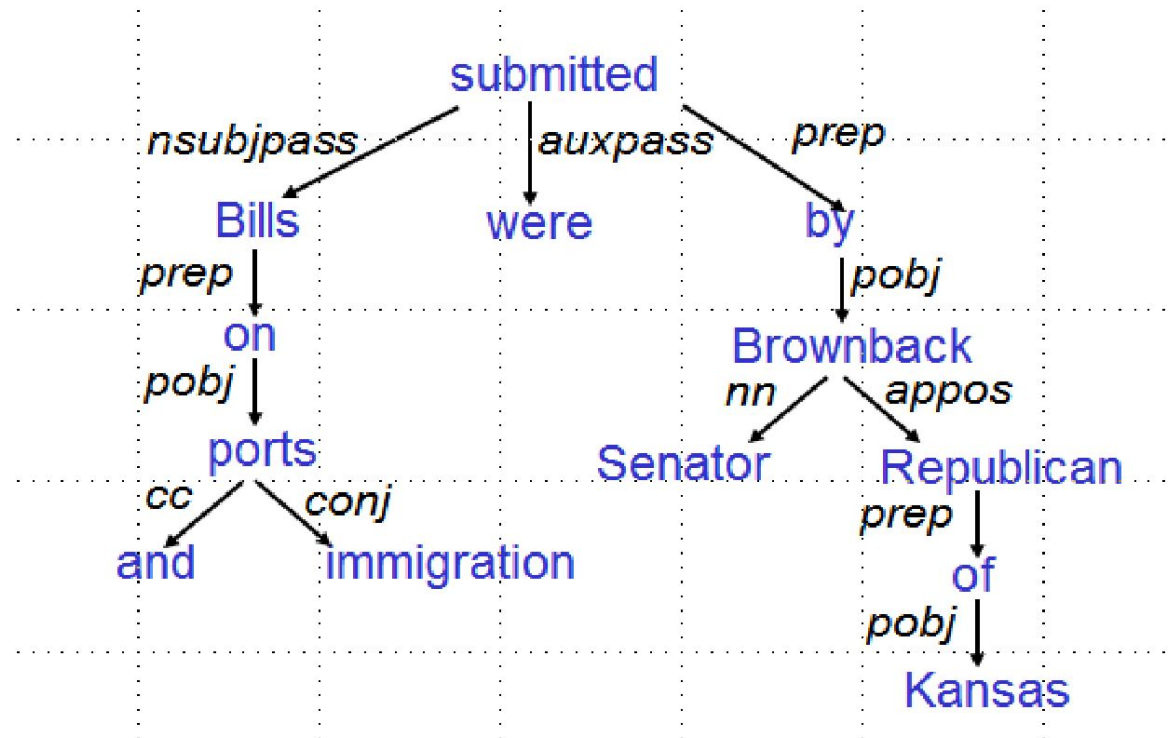 submitted
nsubjpass auxpass prep
Bills were by
prep pobj
on Brownback
pobj nn appos
ports Senator Republican
cc conj prep
and immigration of
pobj
Kansas